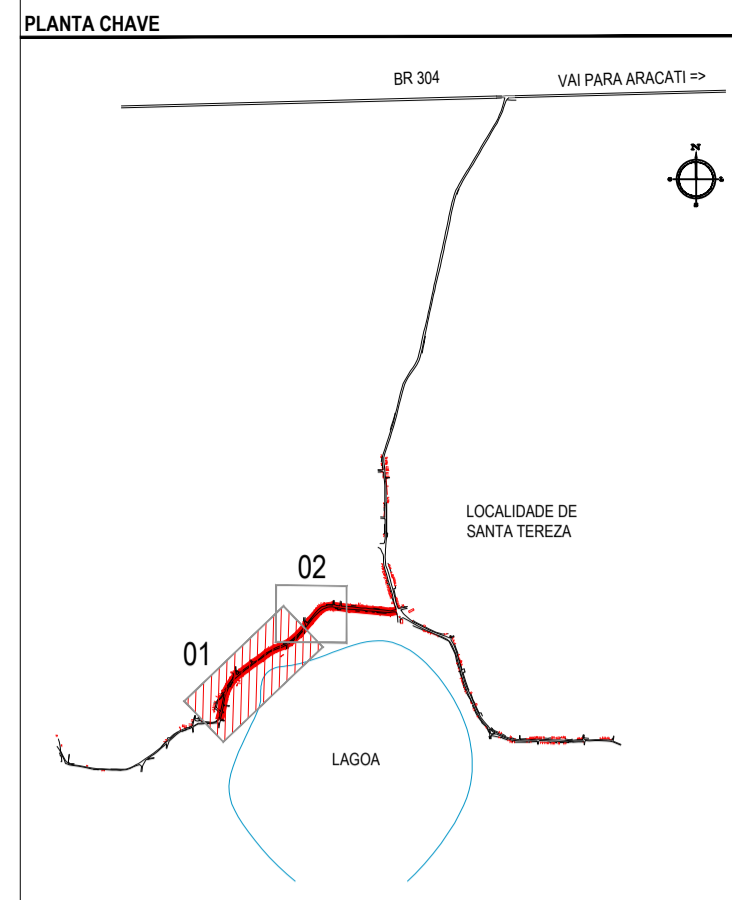 PLANTA CHAVE
BR 304
VAI PARA ARACATI =>
N
LOCALIDADE DE
SANTA TEREZA
02
01
LAGOA